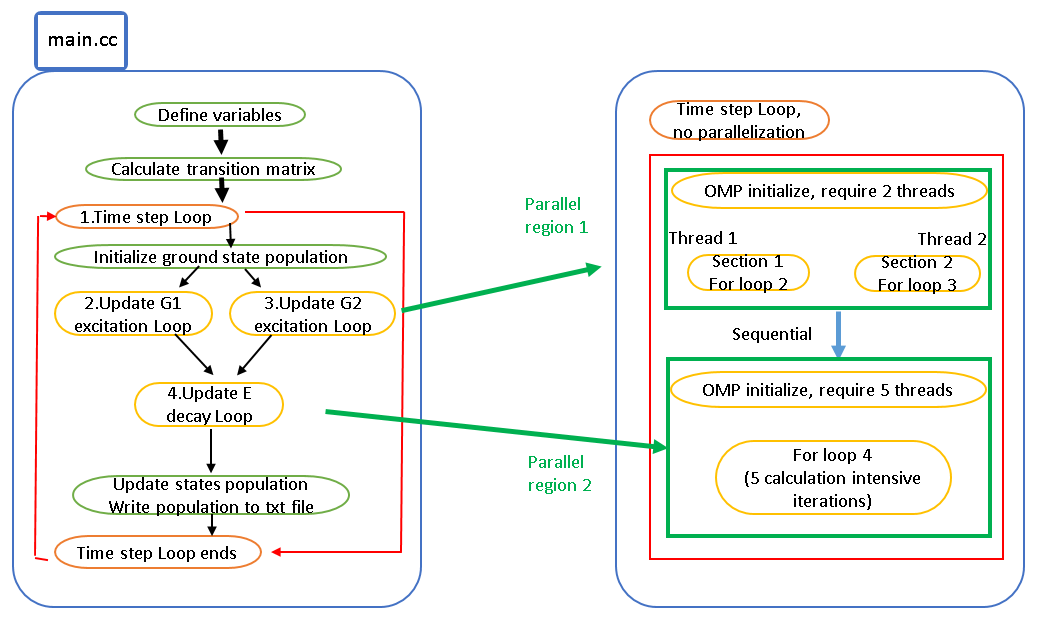 main.cc
Define variables
Calculate transition matrix
1.Time step Loop
Initialize ground state population
2.Update G1
excitation Loop
3.Update G2
excitation Loop
4.Update E
decay Loop
Update states population
Write population to txt file
Time step Loop ends
Parallel
region 1
Parallel
region 2
Time step Loop,
no parallelization
OMP initialize, require 2 threads
Thread 1
Thread 2
Section 1
For loop 2
Section 2
For loop 3
Sequential
OMP initialize, require 5 threads
For loop 4
(5 calculation intensive
iterations)